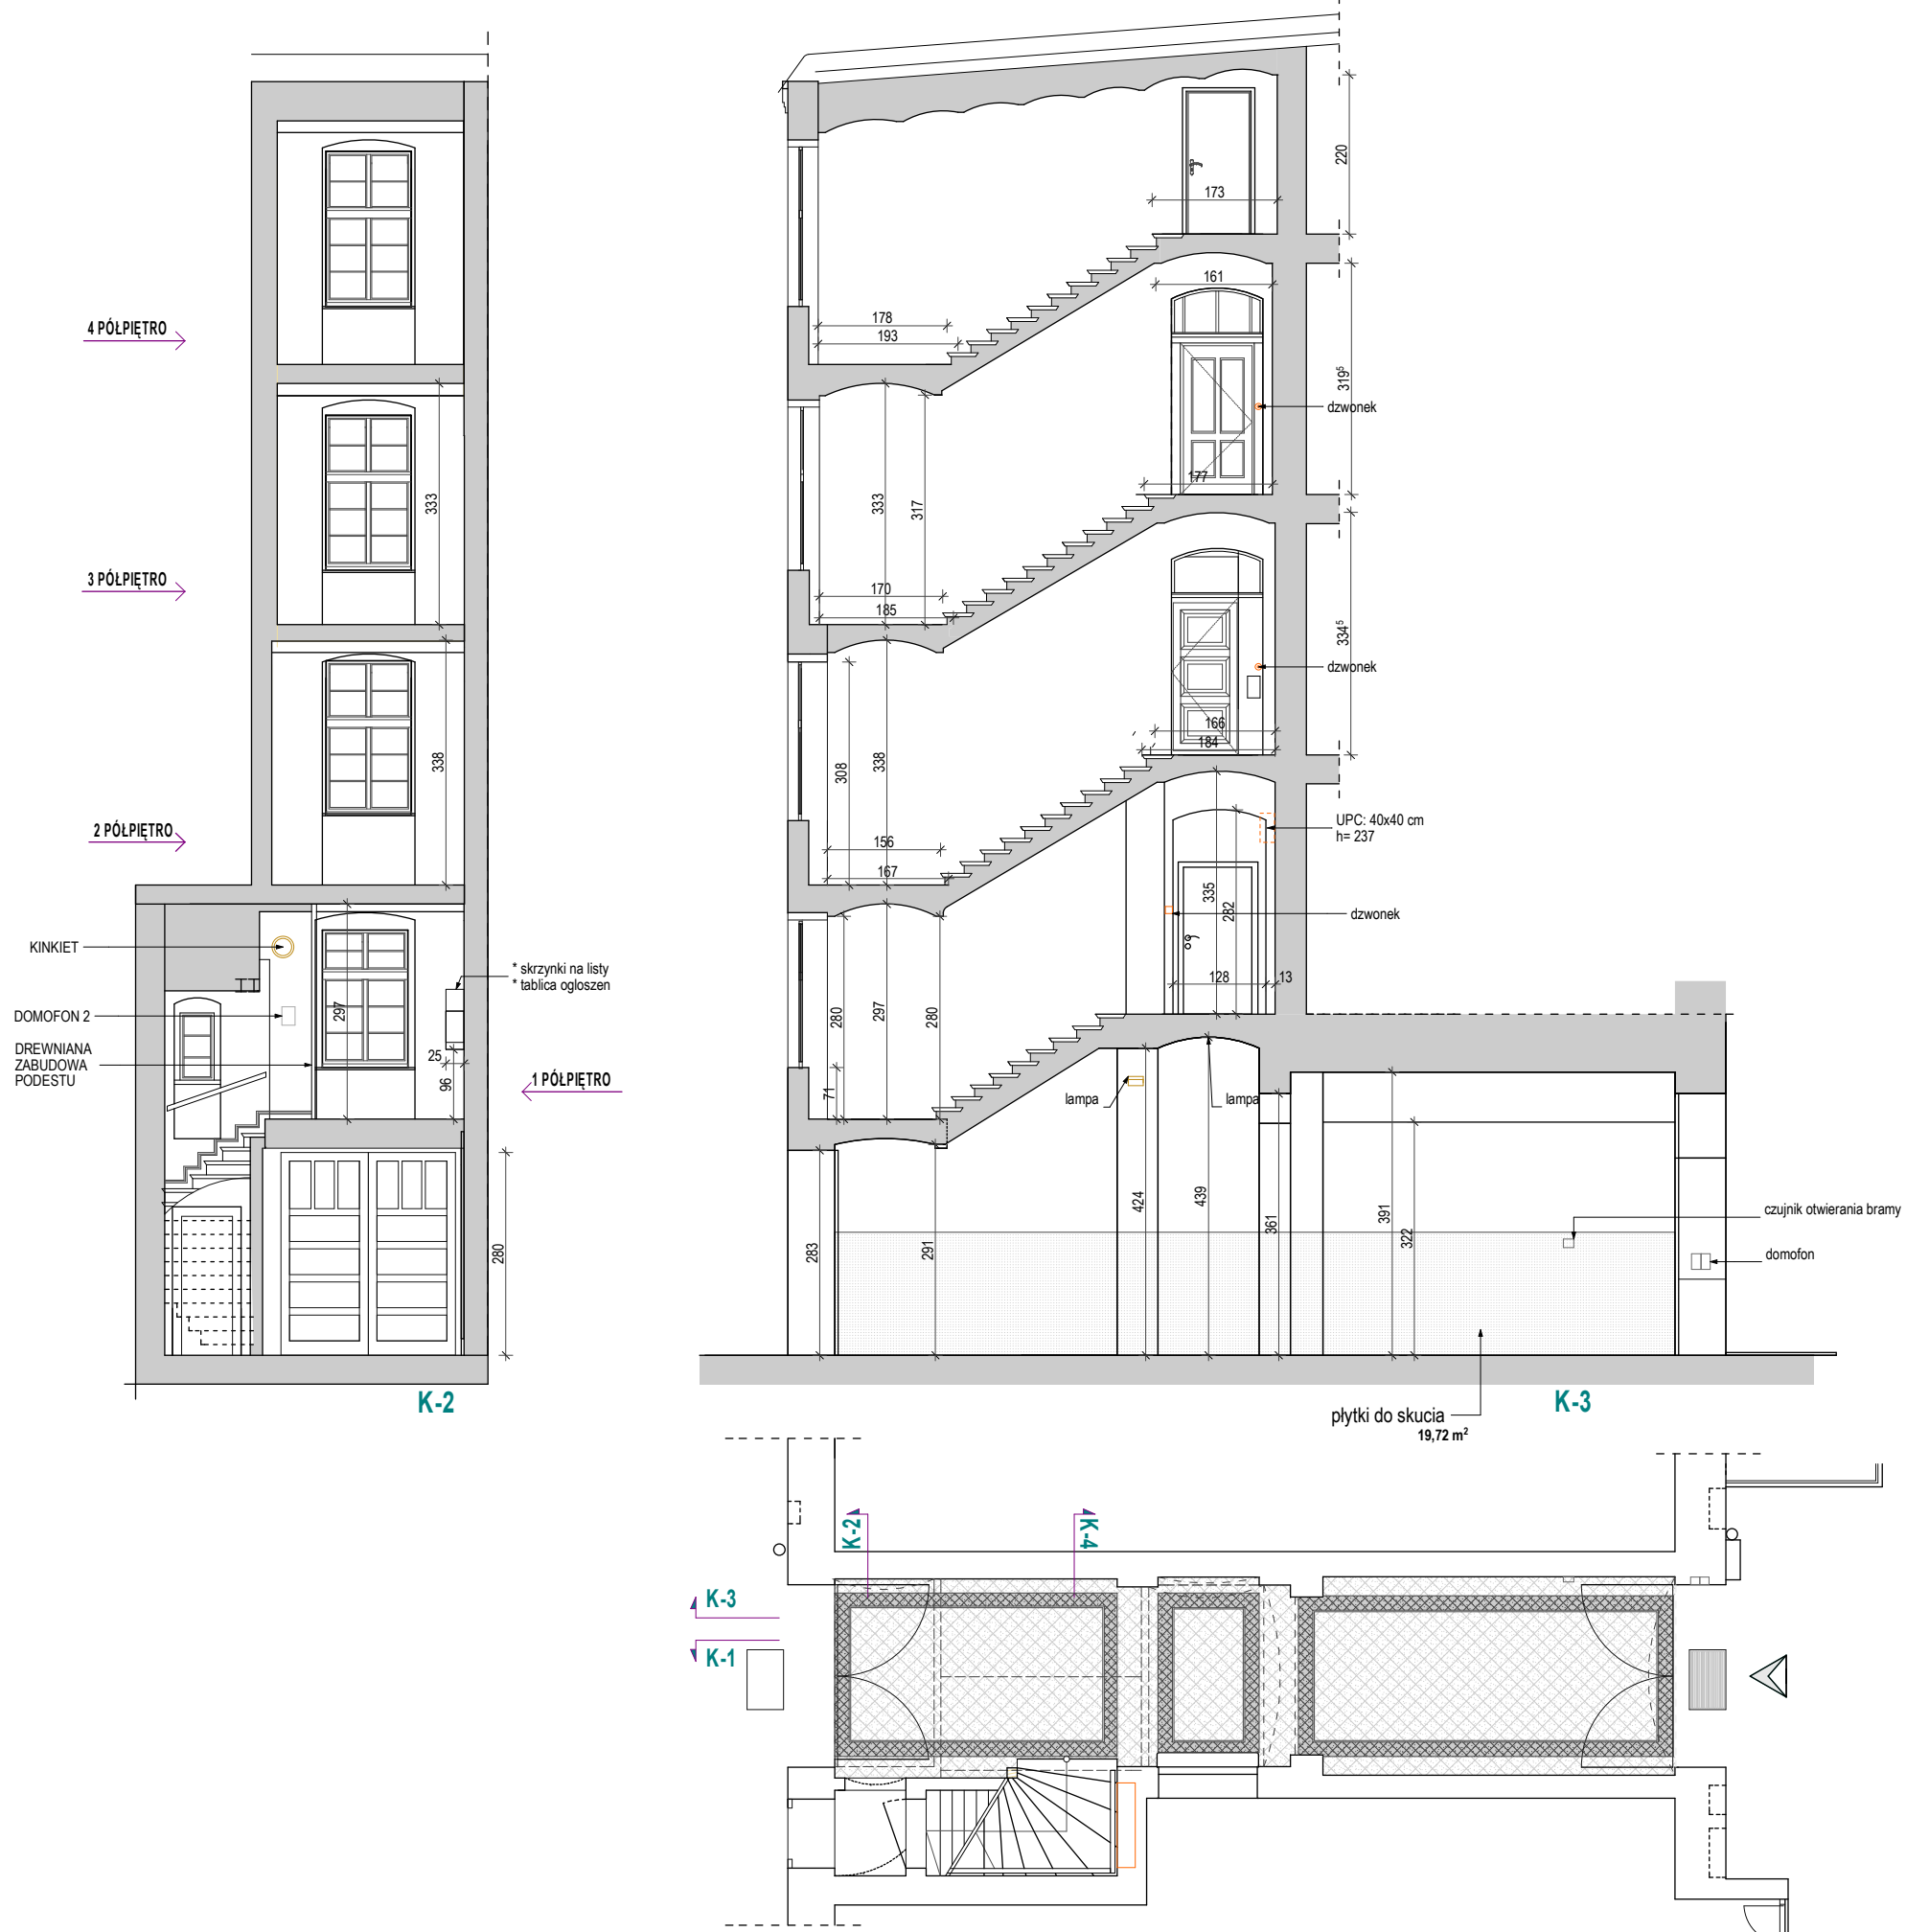 4 PÓŁPIĘTRO
3 PÓŁPIĘTRO
2 PÓŁPIĘTRO
1 PÓŁPIĘTRO
333
338
KINKIET
DOMOFON 2
DREWNIANA
ZABUDOWA
PODESTU
297
* skrzynki na listy
* tablica ogloszen
25
96
280
K-2
220
173
161
178
193
319⁵
dzwonek
177
333
317
170
185
334⁵
dzwonek
166
184
308
338
156
167
UPC: 40x40 cm
h= 237
335
282
dzwonek
128
13
280
297
280
71
lampa
lampa
283
291
424
439
361
391
322
czujnik otwierania bramy
domofon
płytki do skucia
19,72 m²
K-3
K-2
K-4
K-3
K-1